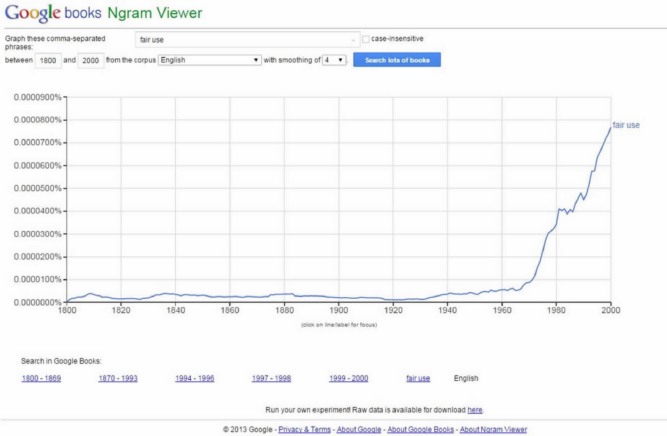 Google books Ngram Viewer
Graph these comma-separated phrases: fair use case-insensitive
between 1800 and 2000 from the corpus English with smoothing of 4 . Search lots of books
0.0000900%
0.0000800%
fair use
0.0000700%
0.0000600%
0.0000500%
0.0000400%
0.0000300%
0.0000200%
0.0000100%
0.0000000%
1800 1820 1840 1860 1880 1900 1920 1940 1960 1980 2000
(click on line/label for focus)
Search in Google Books:
1800 - 1869 1870 - 1993 1994 - 1996 1997 - 1998 1999 - 2000 fair use English
Run your own experiment! Raw data is available for download here.
© 2013 Google - Privacy & Terms - About Google - About Google Books - About Ngram Viewer